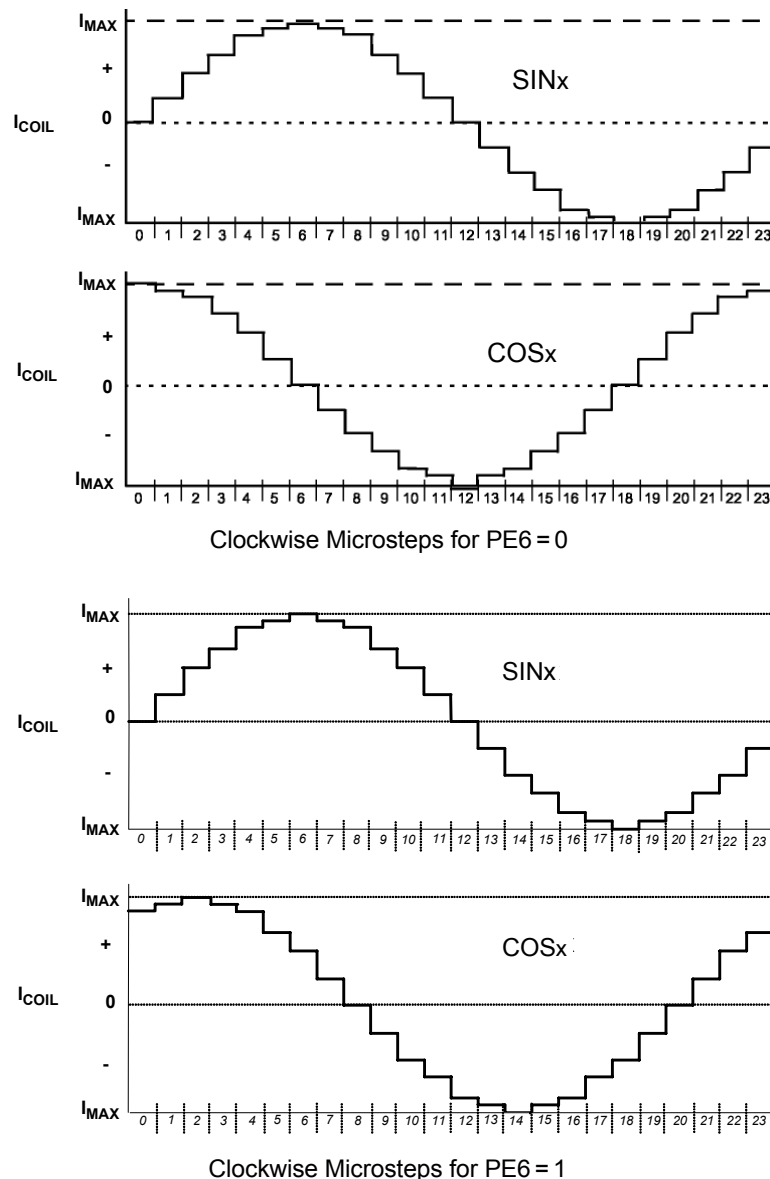 IMAX
+
SINx
ICOIL 0
-
IMAX
0 1 2 3 4 5 6 7 8 9 10 11 12 13 14 15 16 17 18 19 20 21 22 23
IMAX
+
COSx
ICOIL
0
-
IMAX
0 1 2 3 4 5 6 7 8 9 10 11 12 13 14 15 16 17 18 19 20 21 22 23
Clockwise Microsteps for PE6 = 0
IMAX
+
SINx
0
ICOIL
-
IMAX
0 1 2 3 4 5 6 7 8 9 10 11 12 13 14 15 16 17 18 19 20 21 22 23
IMAX
+
COSx
ICOIL 0
-
IMAX
0 1 2 3 4 5 6 7 8 9 10 11 12 13 14 15 16 17 18 19 20 21 22 23
Clockwise Microsteps for PE6 = 1